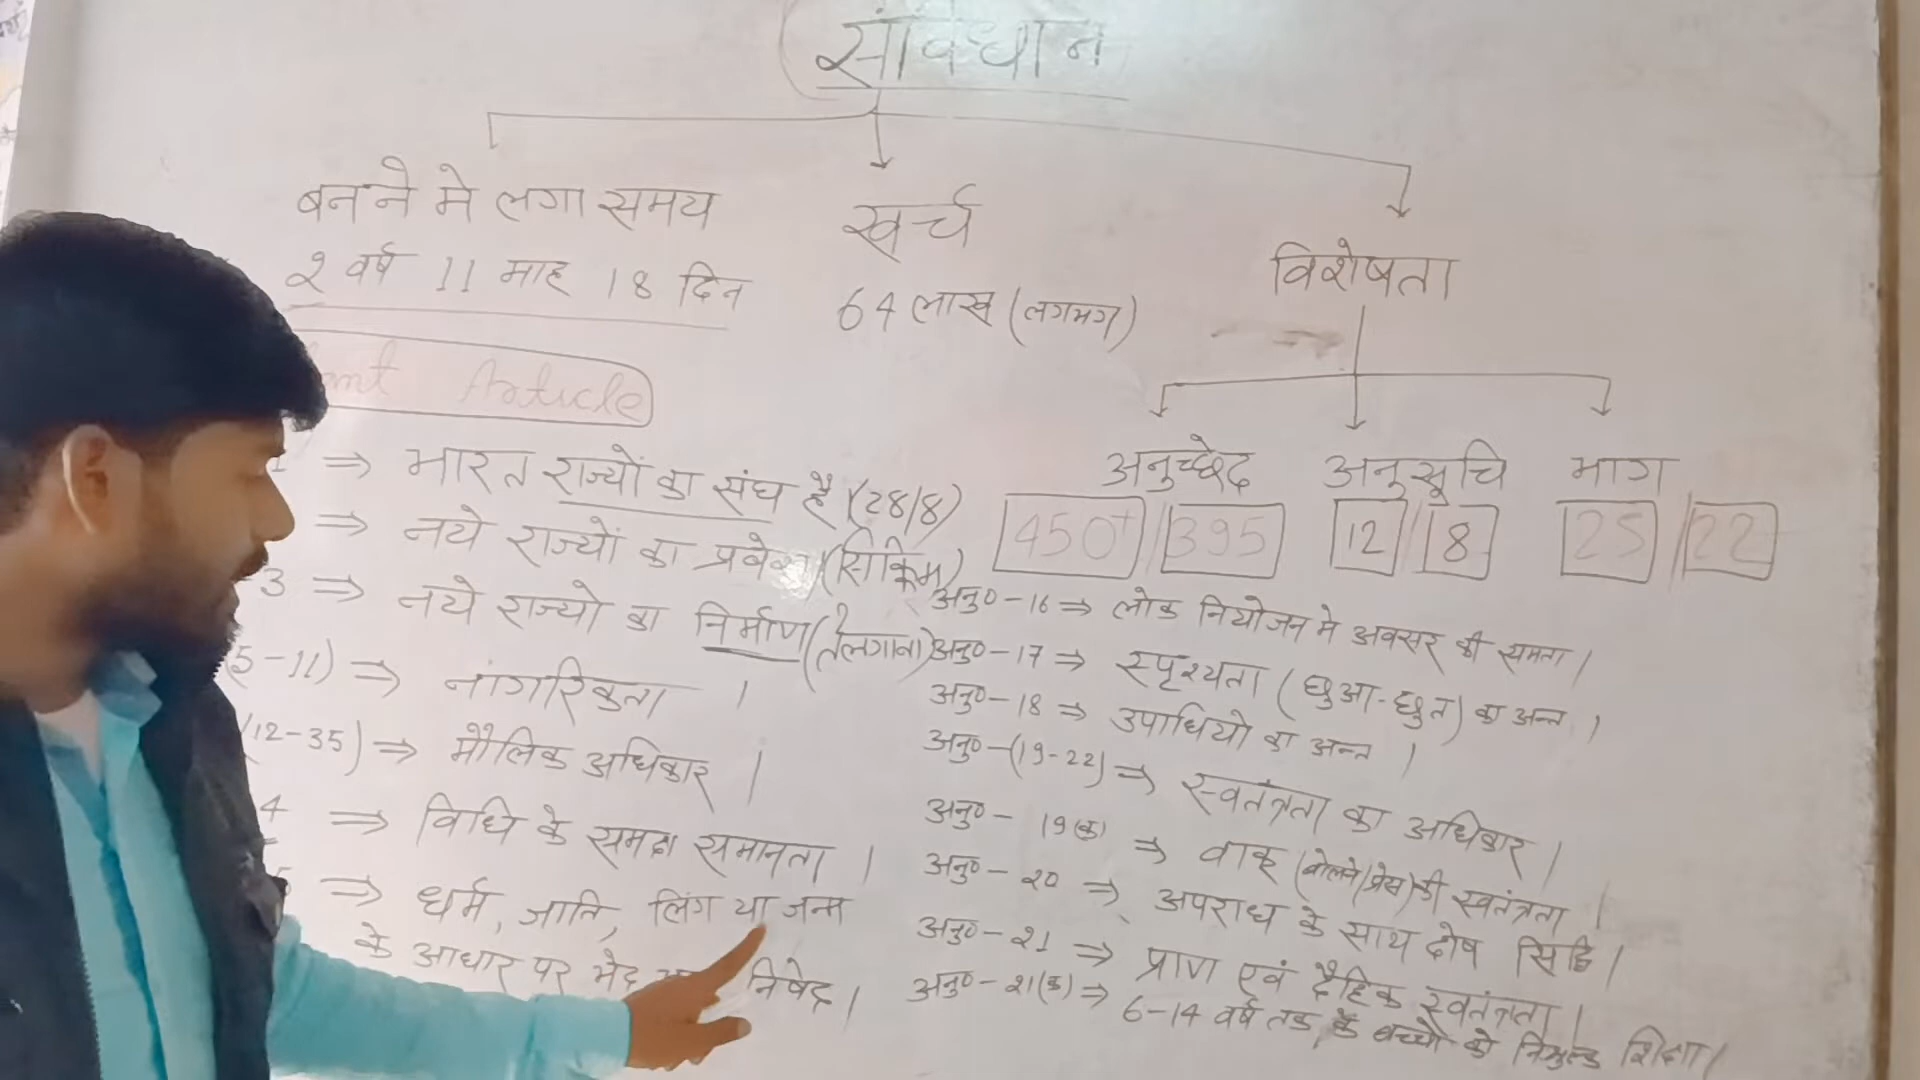 संविधान
बनने मे लगा समय
2 वर्ष 11 माह 18 दिन
खर्च
64 लाख (लगभग)
विशेषता
अनुच्छेद अनुसूचि भाग
450+ 395 12 8 25 22
Article
1 ⇒ भारत राज्यों का संघ है। (28/8)
⇒ नये राज्यों का प्रवेश (सिक्किम)
3 ⇒ नये राज्यो का निर्माण (तेलगाना)
(5-11) ⇒ नांगरिकता ।
(12-35) ⇒ मौलिक अधिकार ।
4 ⇒ विधि के समक्ष समानता ।
5 ⇒ धर्म, जाति, लिंग या जन्म
के आधार पर भेद निषेद ।
अनु०-16 ⇒ लोक नियोजन मे अवसर की समता ।
अनु०-17 ⇒ स्पृश्यता (छुआ-छुत) का अन्त ।
अनु०-18 ⇒ उपाधियो का अन्त ।
अनु०-(19-22) ⇒ स्वतंत्रता का अधिकार ।
अनु०- 19(क) ⇒ वाक् (बोलने/प्रेस) की स्वतंत्रता ।
अनु०- 20 ⇒ अपराध के साथ दोष सिद्धि ।
अनु०-21 ⇒ प्राण एवं दैहिक स्वतंत्रता ।
अनु०-21(क) ⇒ 6-14 वर्ष तक के बच्चो को निशुल्क शिक्षा ।